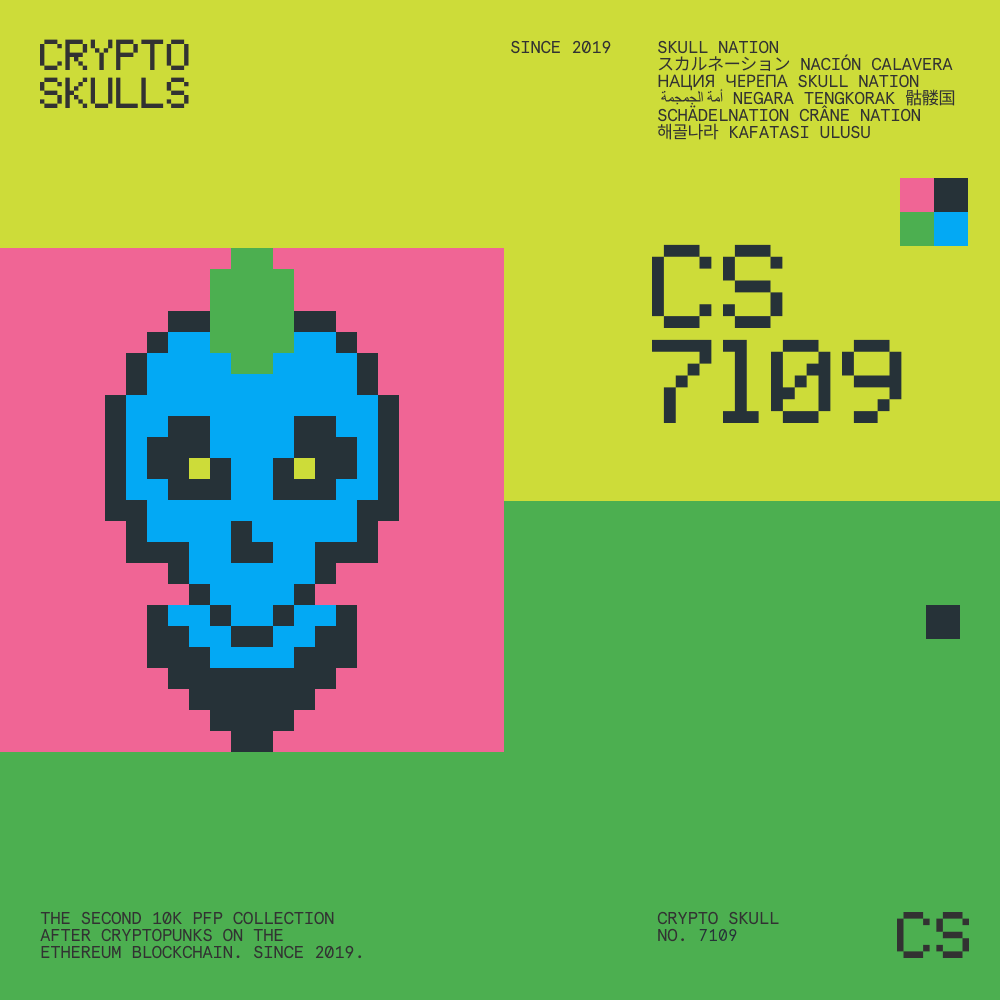 CRYPTO
SKULLS
SINCE 2019
SKULL NATION
スカルネーション NACIÓN CALAVERA
НАЦИЯ ЧЕРЕПА SKULL NATION
أمة الجمجمة NEGARA TENGKORAK 骷髅国
SCHÄDELNATION CRÂNE NATION
해골나라 KAFATASI ULUSU
CS
7109
THE SECOND 10K PFP COLLECTION
AFTER CRYPTOPUNKS ON THE
ETHEREUM BLOCKCHAIN. SINCE 2019.
CRYPTO SKULL
NO. 7109
CS